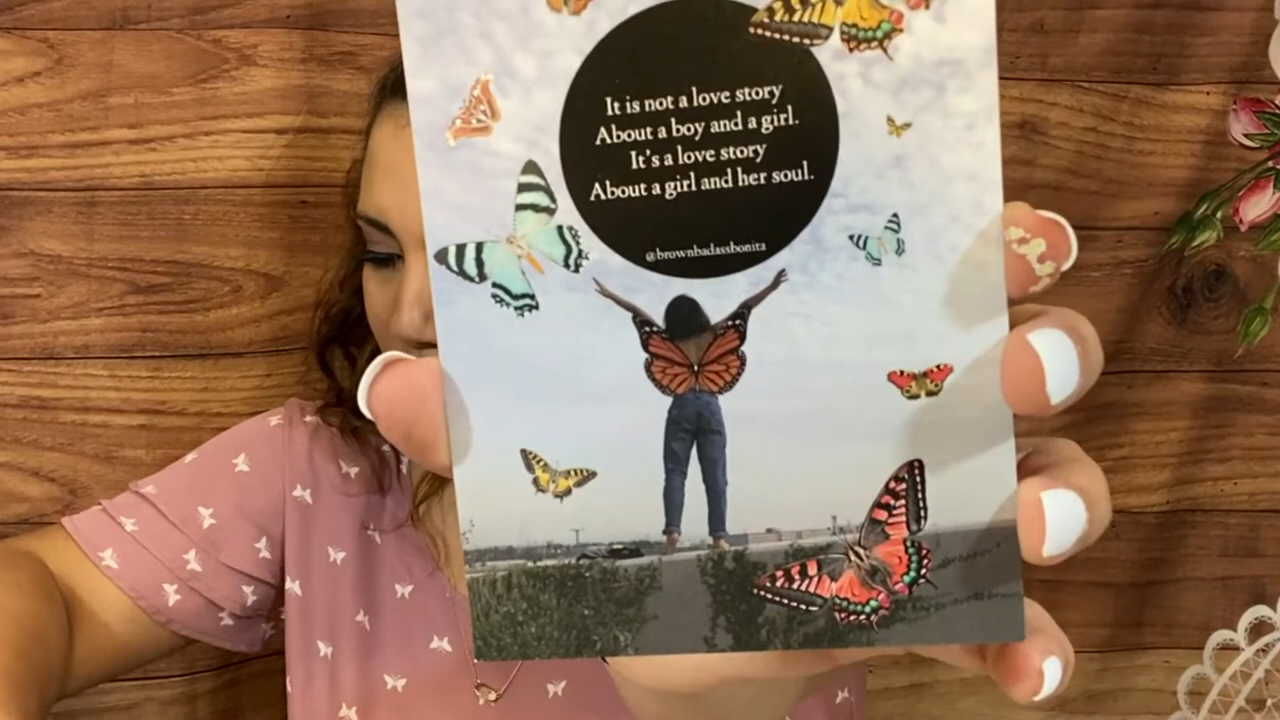 It is not a love story
About a boy and a girl.
It's a love story
About a girl and her soul.
@brownbadassbonita